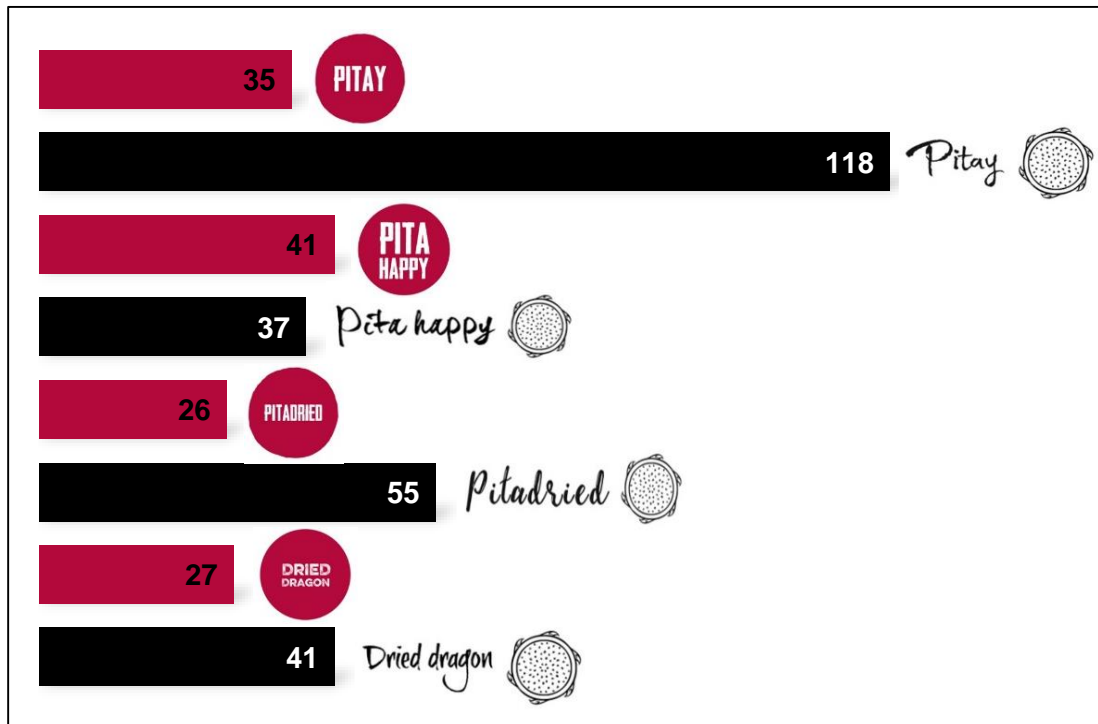 35 PITAY
118 Pitay
41 PITA
HAPPY
37 Pita happy
26 PITADRIED
55 Pitadried
27 DRIED
DRAGON
41 Dried dragon